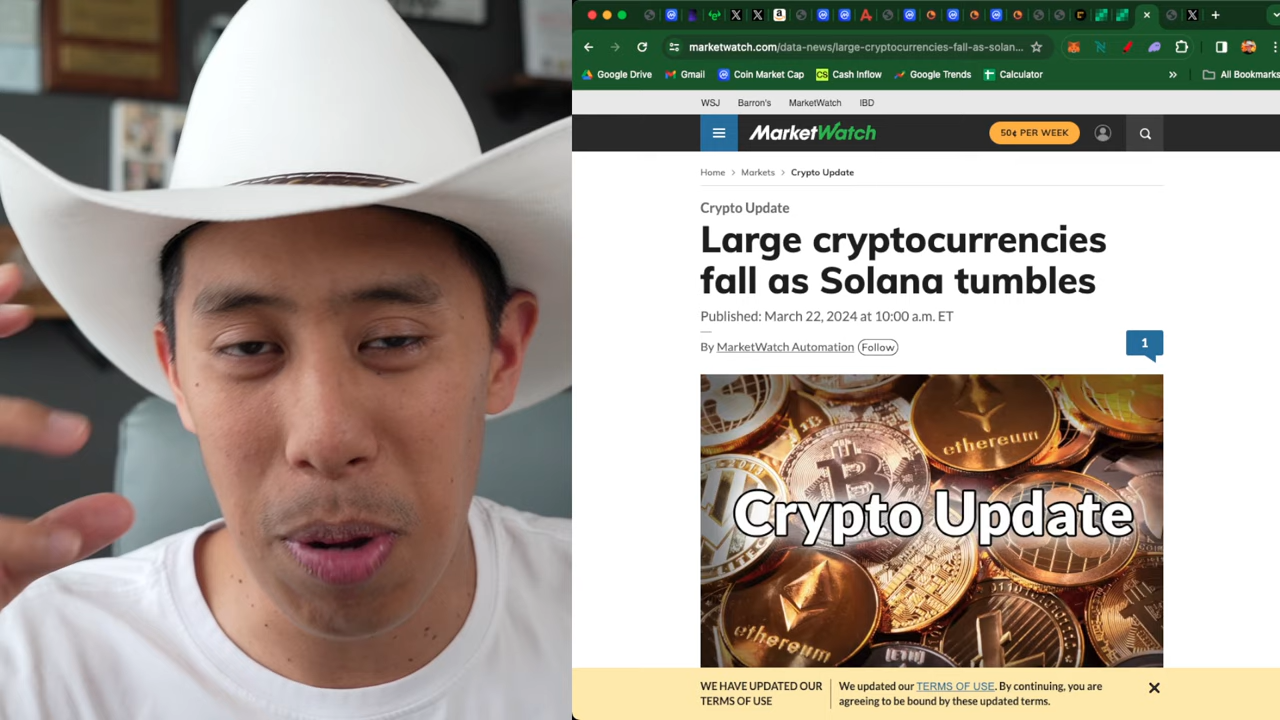 marketwatch.com/data-news/large-cryptocurrencies-fall-as-solan...
Google Drive
Gmail
Coin Market Cap
CS Cash Inflow
Google Trends
Calculator
»
All Bookmarks
WSJ Barron's MarketWatch IBD
MarketWatch
50¢ PER WEEK
Home > Markets > Crypto Update
Crypto Update
Large cryptocurrencies
fall as Solana tumbles
Published: March 22, 2024 at 10:00 a.m. ET
By MarketWatch Automation Follow
1
ethereum
Crypto Update
ethereum
WE HAVE UPDATED OUR
TERMS OF USE
We updated our TERMS OF USE. By continuing, you are
agreeing to be bound by these updated terms.